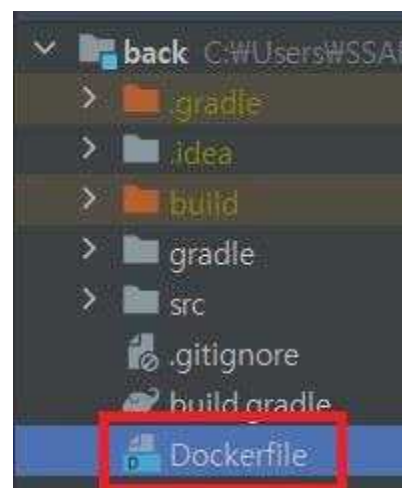 back C:₩Users₩SSA
.gradle
.idea
build
gradle
src
.gitignore
build.gradle
Dockerfile